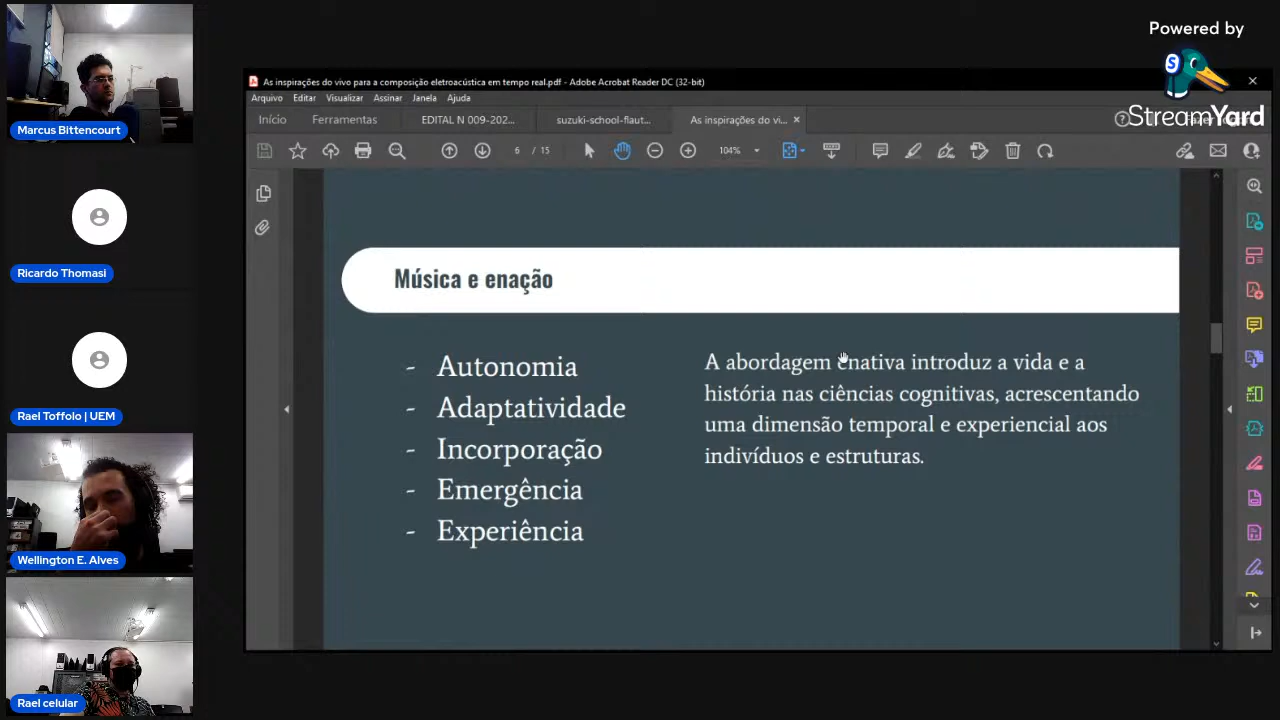 Marcus Bittencourt
Ricardo Thomasi
Rael Toffolo | UEM
Wellington E. Alves
Rael celular
Powered by
StreamYard
As inspirações do vivo para a composição eletroacústica em tempo real.pdf - Adobe Acrobat Reader DC (32-bit)
Arquivo Editar Visualizar Assinar Janela Ajuda
Início Ferramentas EDITAL N 009-202... suzuki-school-flaut... As inspirações do vi...
6 / 15 104%
Música e enação
- Autonomia
- Adaptatividade
- Incorporação
- Emergência
- Experiência
A abordagem enativa introduz a vida e a
história nas ciências cognitivas, acrescentando
uma dimensão temporal e experiencial aos
indivíduos e estruturas.